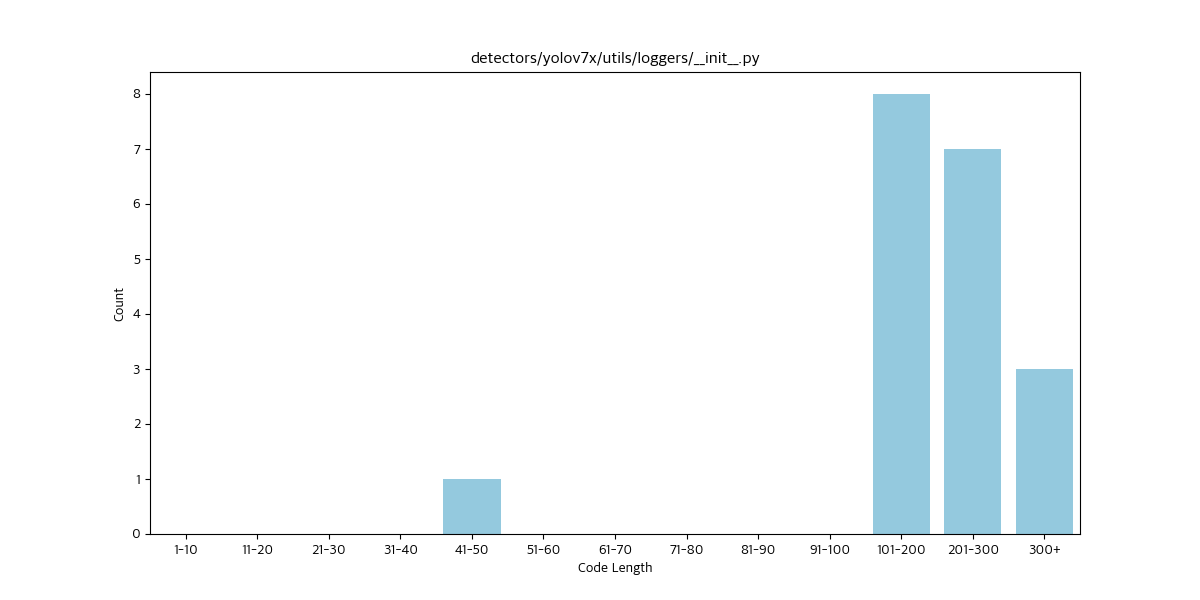 detectors/yolov7x/utils/loggers/__init__.py
8
7
6
5
4
3
2
1
0
Count
1-10 11-20 21-30 31-40 41-50 51-60 61-70 71-80 81-90 91-100 101-200 201-300 300+
Code Length